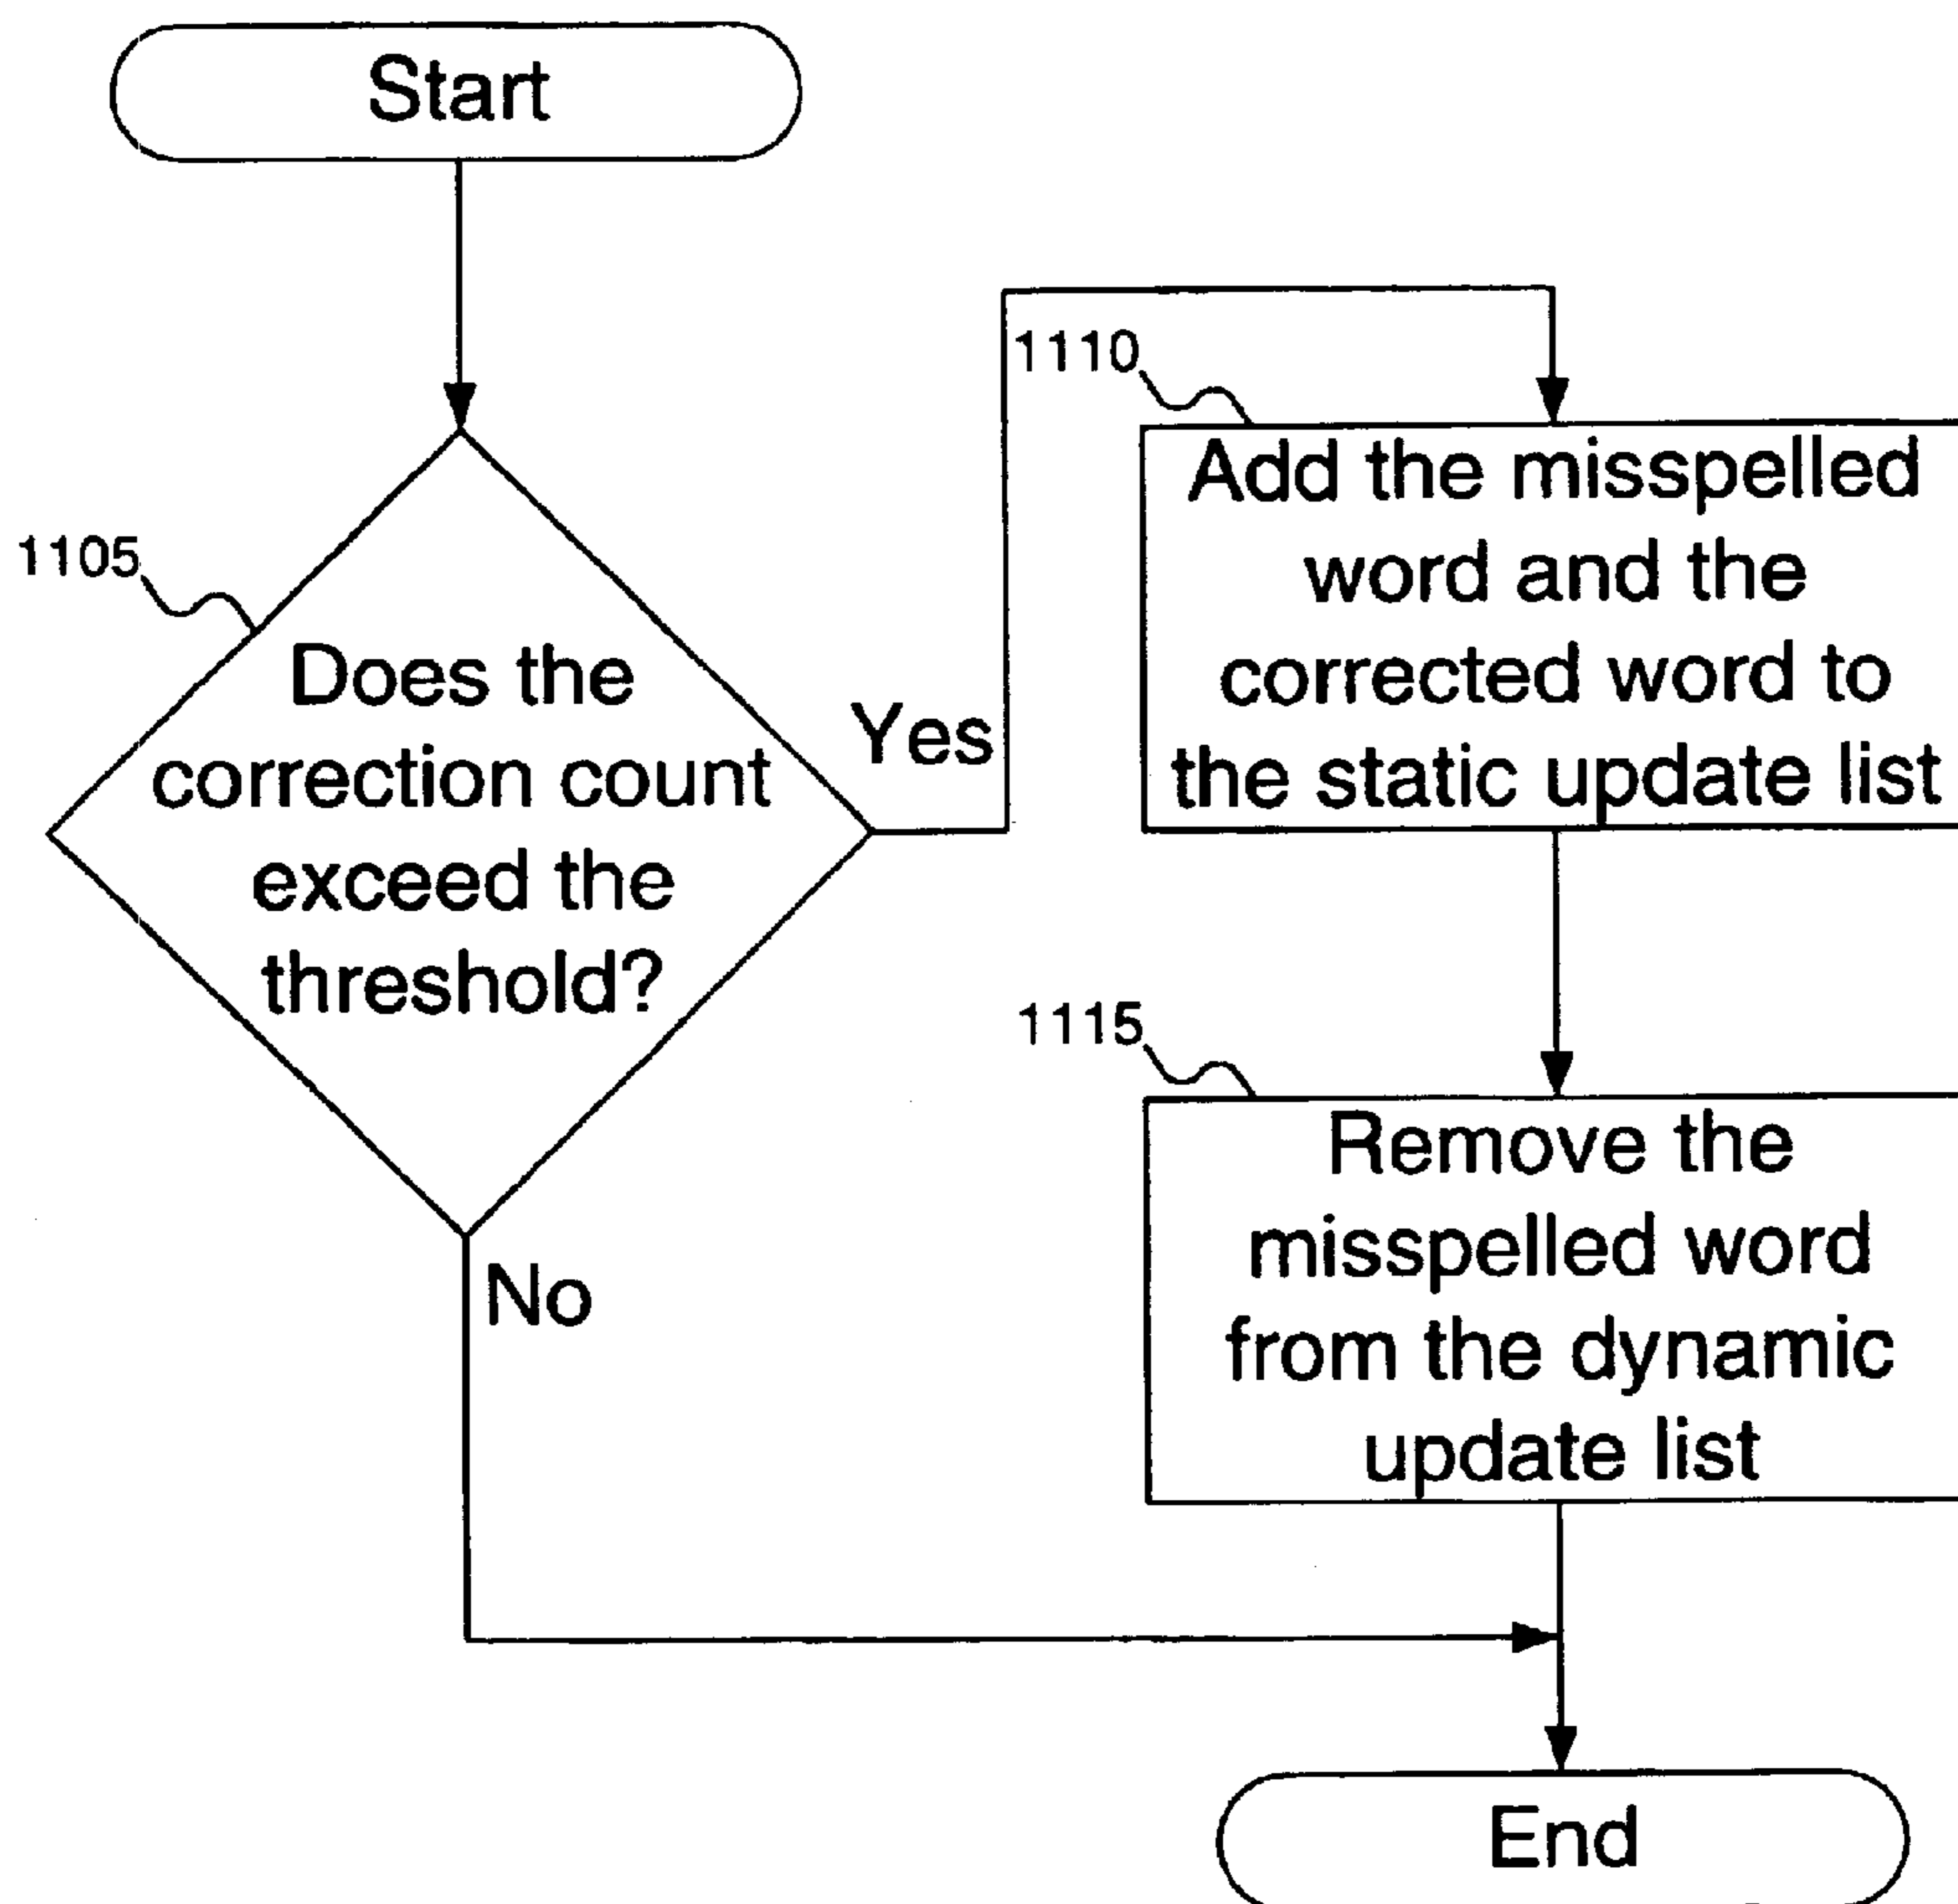 Start
1105
Does the
correction count
exceed the
threshold?
Yes
No
1110
Add the misspelled
word and the
corrected word to
the static update list
1115
Remove the
misspelled word
from the dynamic
update list
End